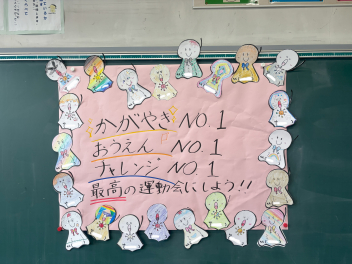 かがやき NO.1
おうえん NO.1
チャレンジ NO.1
最高の運動会にしよう!!